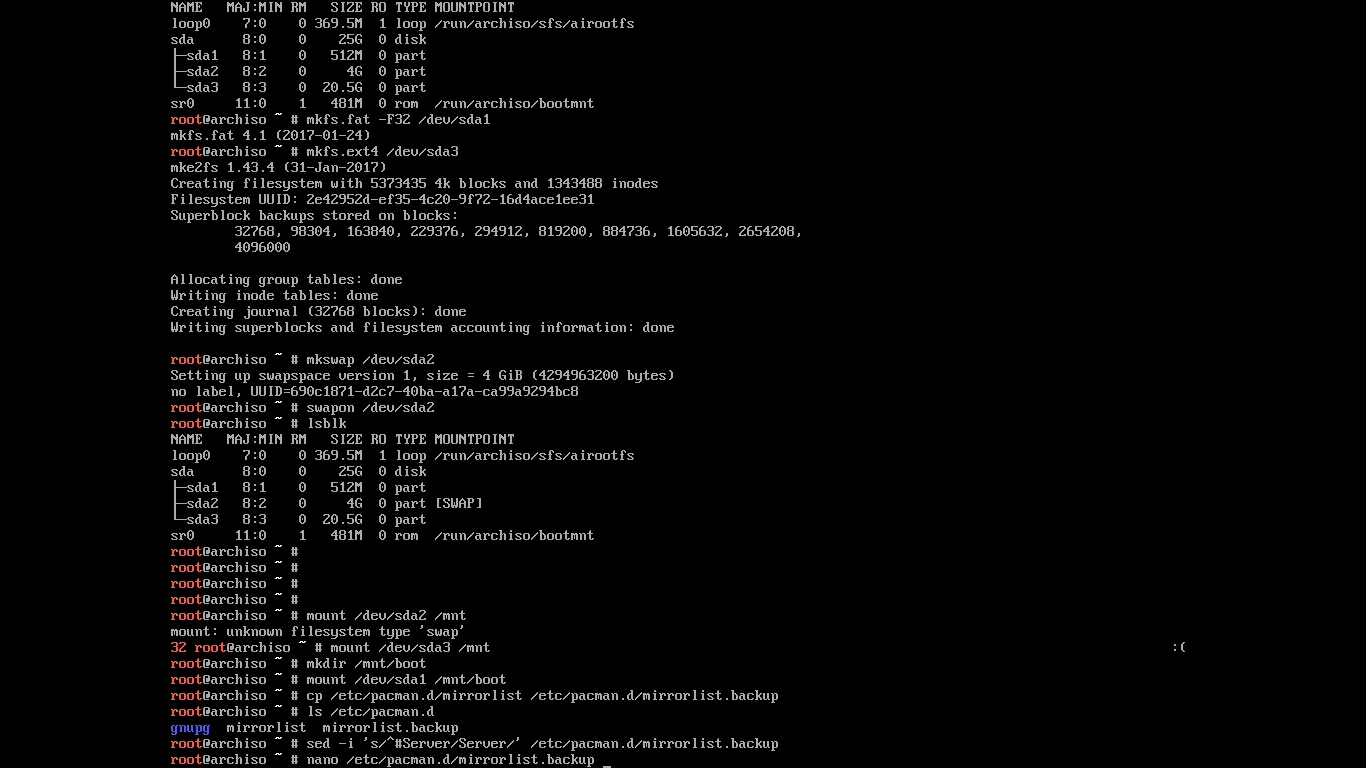 NAME   MAJ:MIN RM   SIZE RO TYPE MOUNTPOINT
loop0    7:0    0 369.5M  1 loop /run/archiso/sfs/airootfs
sda      8:0    0    25G  0 disk
├─sda1   8:1    0   512M  0 part
├─sda2   8:2    0     4G  0 part
└─sda3   8:3    0  20.5G  0 part
sr0     11:0    1   481M  0 rom  /run/archiso/bootmnt
root@archiso ~ # mkfs.fat -F32 /dev/sda1
mkfs.fat 4.1 (2017-01-24)
root@archiso ~ # mkfs.ext4 /dev/sda3
mke2fs 1.43.4 (31-Jan-2017)
Creating filesystem with 5373435 4k blocks and 1343488 inodes
Filesystem UUID: 2e42952d-ef35-4c20-9f72-16d4ace1ee31
Superblock backups stored on blocks:
        32768, 98304, 163840, 229376, 294912, 819200, 884736, 1605632, 2654208,
        4096000

Allocating group tables: done
Writing inode tables: done
Creating journal (32768 blocks): done
Writing superblocks and filesystem accounting information: done

root@archiso ~ # mkswap /dev/sda2
Setting up swapspace version 1, size = 4 GiB (4294963200 bytes)
no label, UUID=690c1871-d2c7-40ba-a17a-ca99a9294bc8
root@archiso ~ # swapon /dev/sda2
root@archiso ~ # lsblk
NAME   MAJ:MIN RM   SIZE RO TYPE MOUNTPOINT
loop0    7:0    0 369.5M  1 loop /run/archiso/sfs/airootfs
sda      8:0    0    25G  0 disk
├─sda1   8:1    0   512M  0 part
├─sda2   8:2    0     4G  0 part [SWAP]
└─sda3   8:3    0  20.5G  0 part
sr0     11:0    1   481M  0 rom  /run/archiso/bootmnt
root@archiso ~ #
root@archiso ~ #
root@archiso ~ #
root@archiso ~ #
root@archiso ~ # mount /dev/sda2 /mnt
mount: unknown filesystem type 'swap'
32 root@archiso ~ # mount /dev/sda3 /mnt :(
root@archiso ~ # mkdir /mnt/boot
root@archiso ~ # mount /dev/sda1 /mnt/boot
root@archiso ~ # cp /etc/pacman.d/mirrorlist /etc/pacman.d/mirrorlist.backup
root@archiso ~ # ls /etc/pacman.d
gnupg  mirrorlist  mirrorlist.backup
root@archiso ~ # sed -i 's/^#Server/Server/' /etc/pacman.d/mirrorlist.backup
root@archiso ~ # nano /etc/pacman.d/mirrorlist.backup _